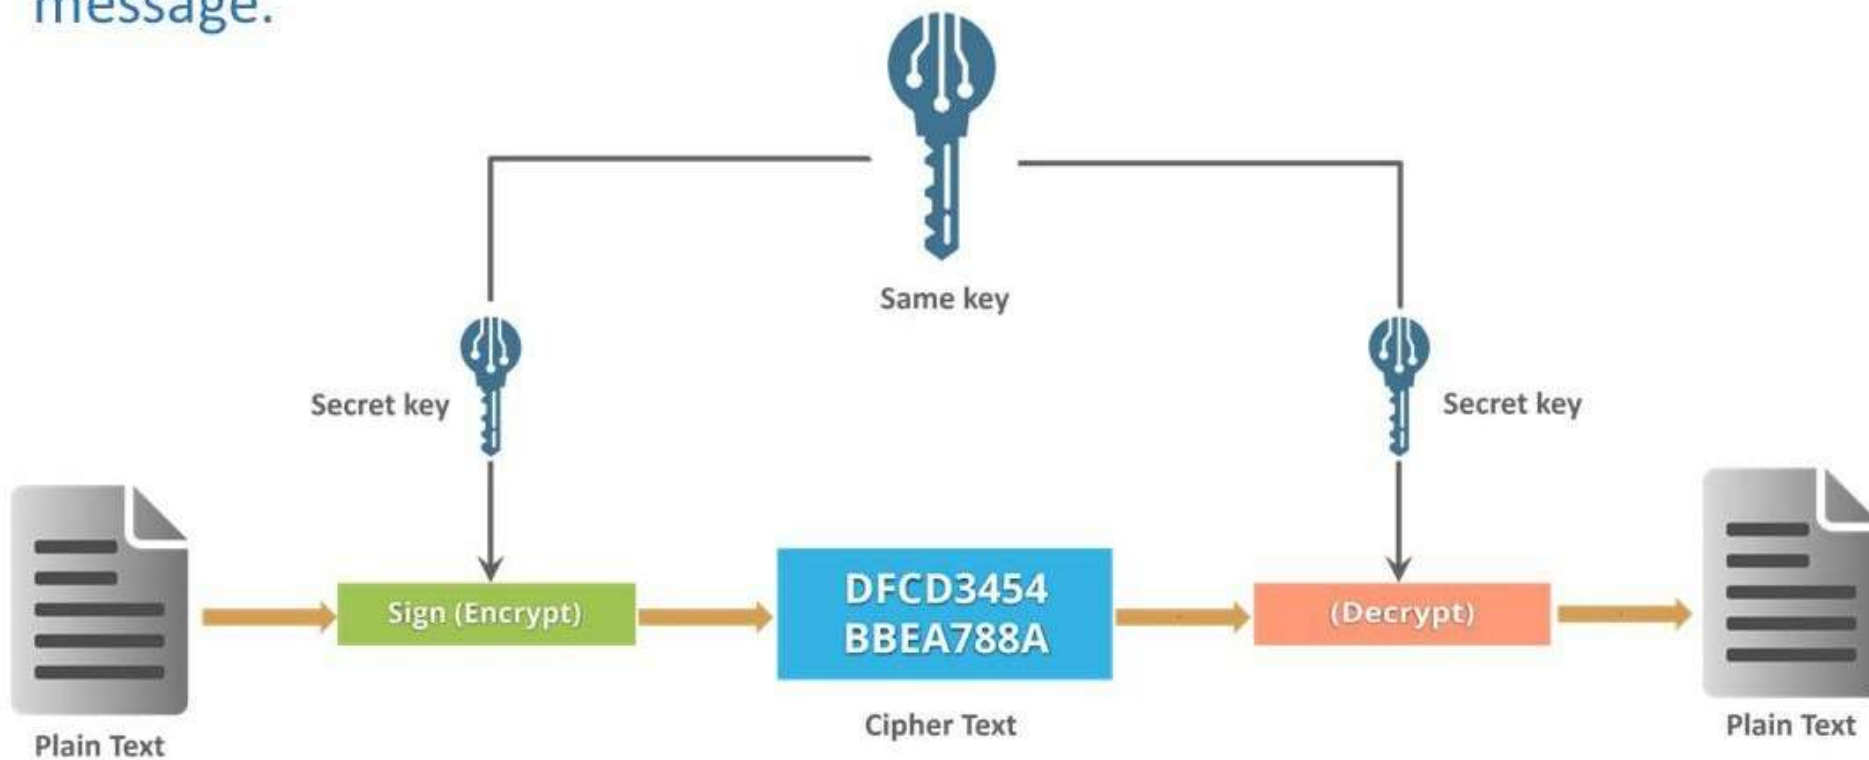 message.
Same key
Secret key
Secret key
Sign (Encrypt)
DFCD3454
BBEA788A
(Decrypt)
Plain Text
Cipher Text
Plain Text